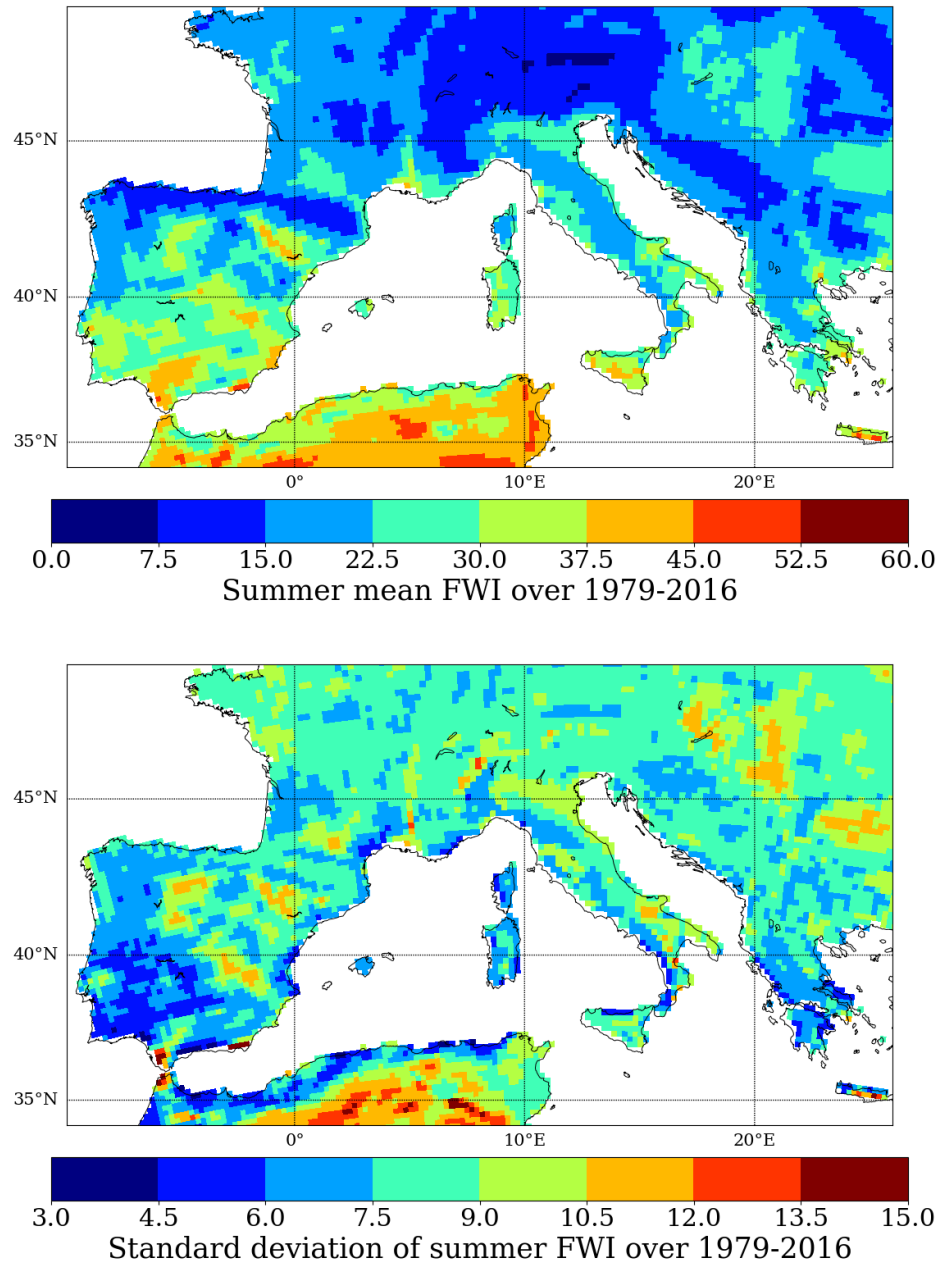 45°N
40°N
35°N
0° 10°E 20°E
0.0 7.5 15.0 22.5 30.0 37.5 45.0 52.5 60.0
Summer mean FWI over 1979-2016
45°N
40°N
35°N
0° 10°E 20°E
3.0 4.5 6.0 7.5 9.0 10.5 12.0 13.5 15.0
Standard deviation of summer FWI over 1979-2016